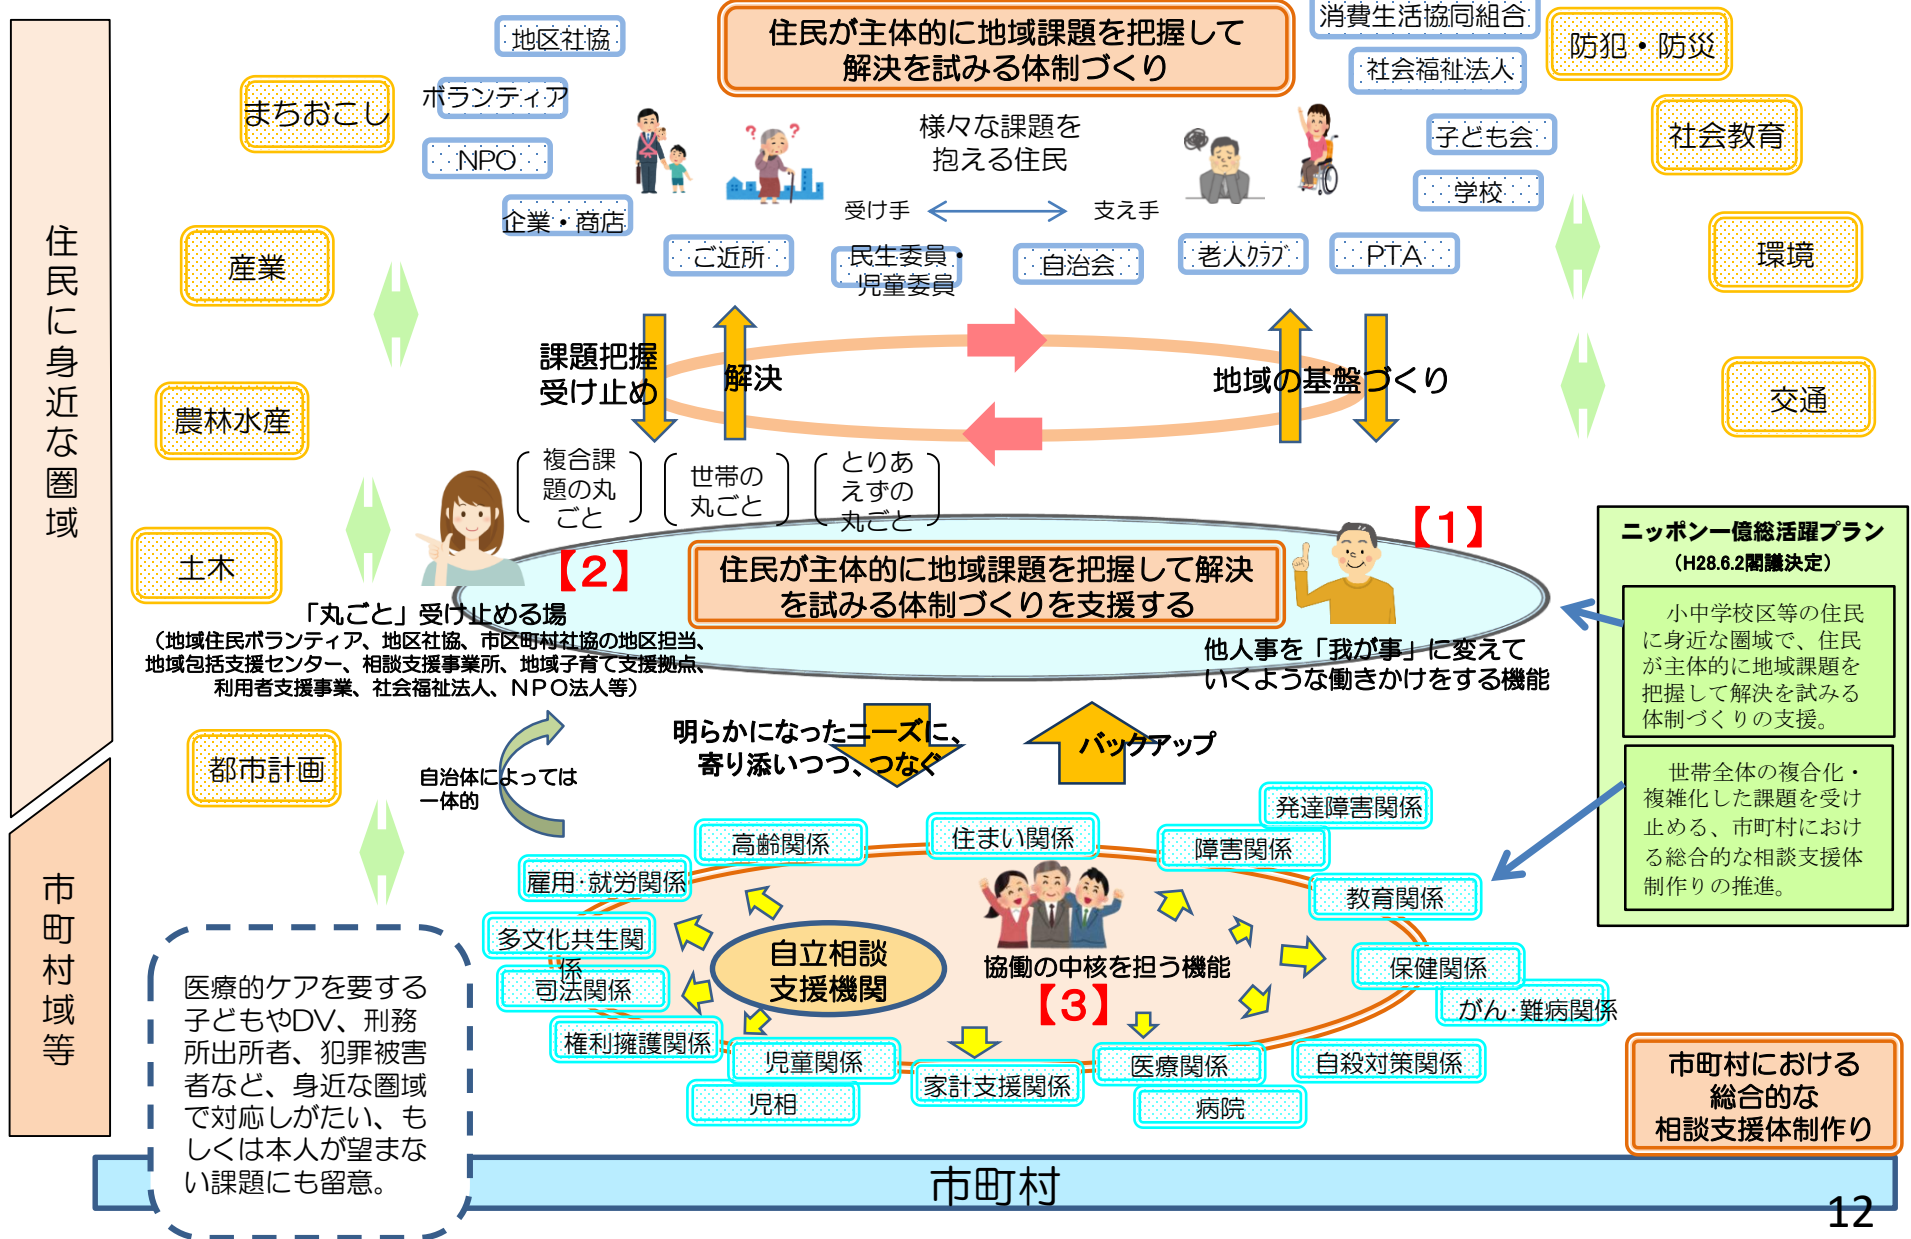 住民に身近な圏域
市町村域等
住民が主体的に地域課題を把握して
解決を試みる体制づくり
地区社協
ボランティア
NPO
企業・商店
ご近所
民生委員・
児童委員
自治会
老人クラブ
PTA
学校
子ども会
社会福祉法人
消費生活協同組合
まちおこし
産業
農林水産
土木
都市計画
防犯・防災
社会教育
環境
交通
様々な課題を
抱える住民
受け手
支え手
課題把握
受け止め
解決
地域の基盤づくり
複合課
題の丸
ごと
世帯の
丸ごと
とりあ
えずの
丸ごと
【1】
【2】
住民が主体的に地域課題を把握して解決
を試みる体制づくりを支援する
「丸ごと」受け止める場
（地域住民ボランティア、地区社協、市区町村社協の地区担当、
地域包括支援センター、相談支援事業所、地域子育て支援拠点、
利用者支援事業、社会福祉法人、NPO法人等）
他人事を「我が事」に変えて
いくような働きかけをする機能
ニッポン一億総活躍プラン
（H28.6.2閣議決定）
小中学校区等の住民
に身近な圏域で、住民
が主体的に地域課題を
把握して解決を試みる
体制づくりの支援。
世帯全体の複合化・
複雑化した課題を受け
止める、市町村におけ
る総合的な相談支援体
制作りの推進。
明らかになったニーズに、
寄り添いつつ、つなぐ
バックアップ
自治体によっては
一体的
高齢関係
住まい関係
障害関係
発達障害関係
雇用・就労関係
教育関係
多文化共生関
係
保健関係
司法関係
がん・難病関係
権利擁護関係
児童関係
児相
家計支援関係
医療関係
病院
自殺対策関係
自立相談
支援機関
協働の中核を担う機能
【3】
医療的ケアを要する
子どもやDV、刑務
所出所者、犯罪被害
者など、身近な圏域
で対応しがたい、も
しくは本人が望まな
い課題にも留意。
市町村における
総合的な
相談支援体制作り
市町村
12